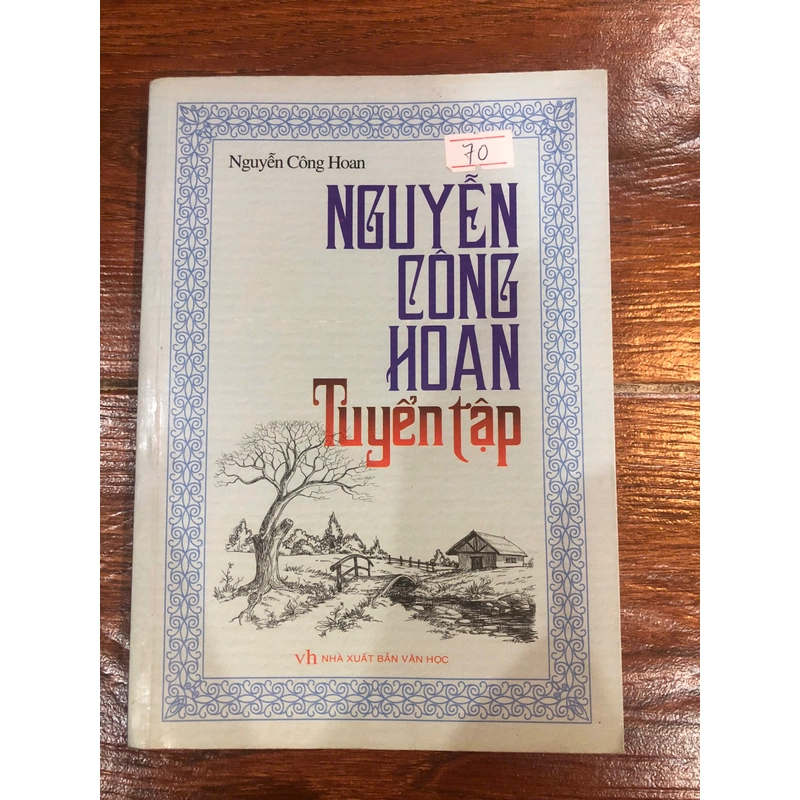 70
Nguyễn Công Hoan
NGUYỄN
CÔNG
HOAN
Tuyển tập
vh NHÀ XUẤT BẢN VĂN HỌC